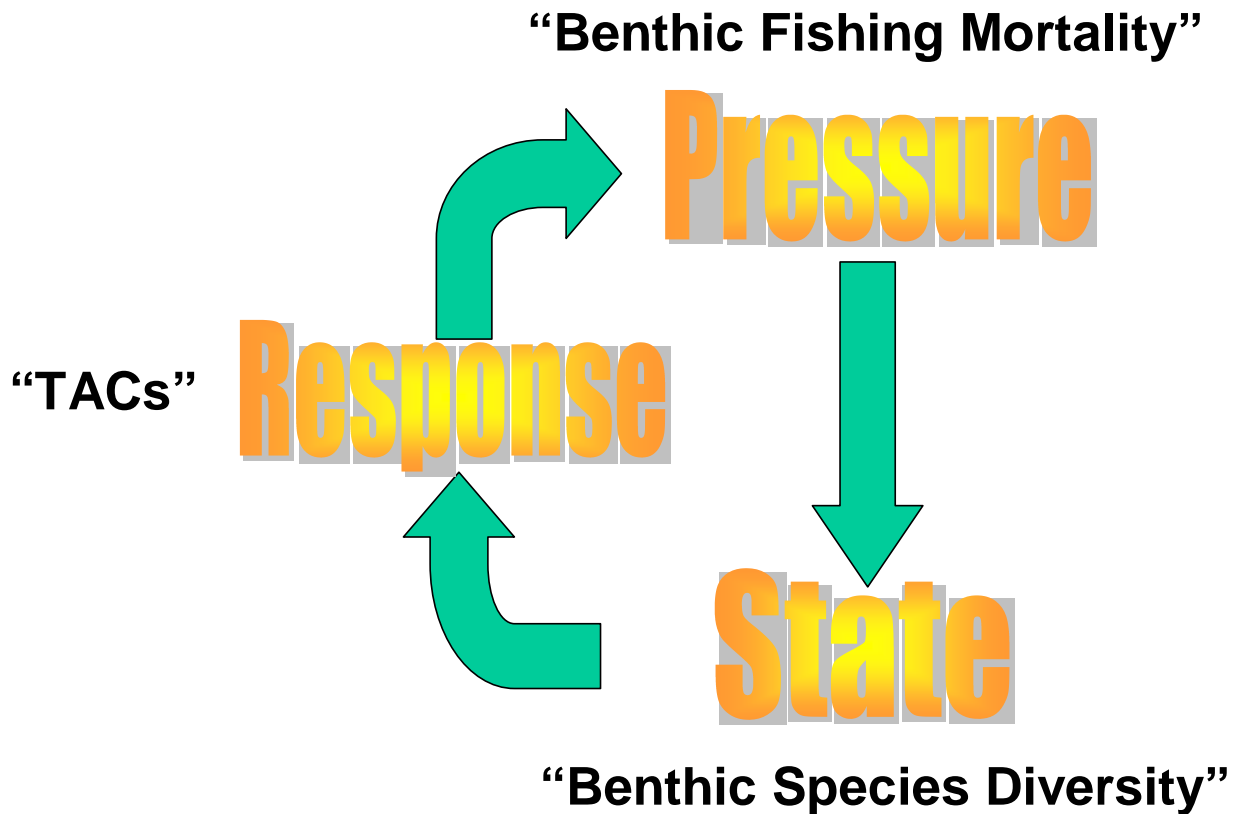 “Benthic Fishing Mortality”
Pressure
“TACs” Response
State
“Benthic Species Diversity”